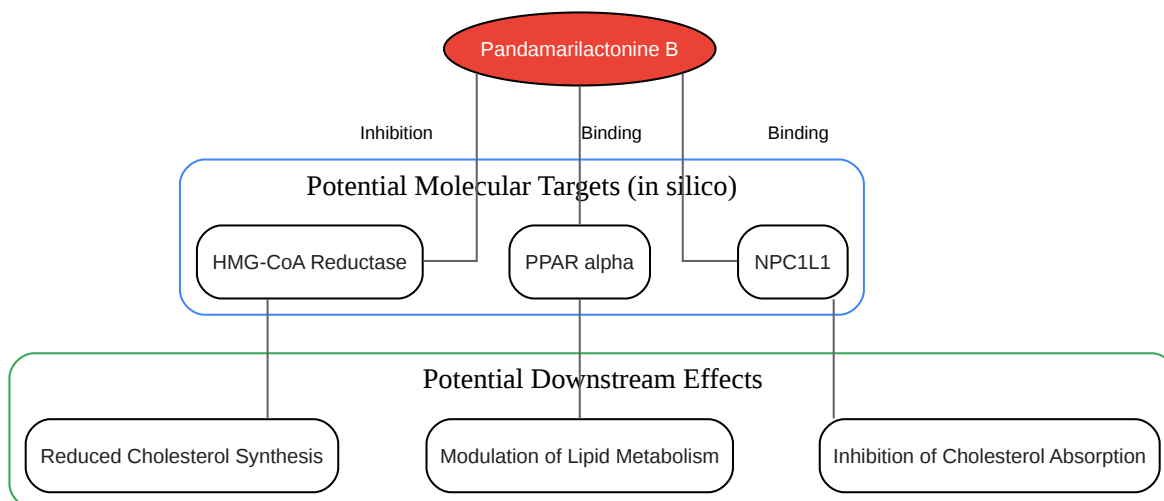 Pandamarilactonine B
Inhibition
Binding
Binding
Potential Molecular Targets (in silico)
HMG-CoA Reductase
PPAR alpha
NPC1L1
Potential Downstream Effects
Reduced Cholesterol Synthesis
Modulation of Lipid Metabolism
Inhibition of Cholesterol Absorption